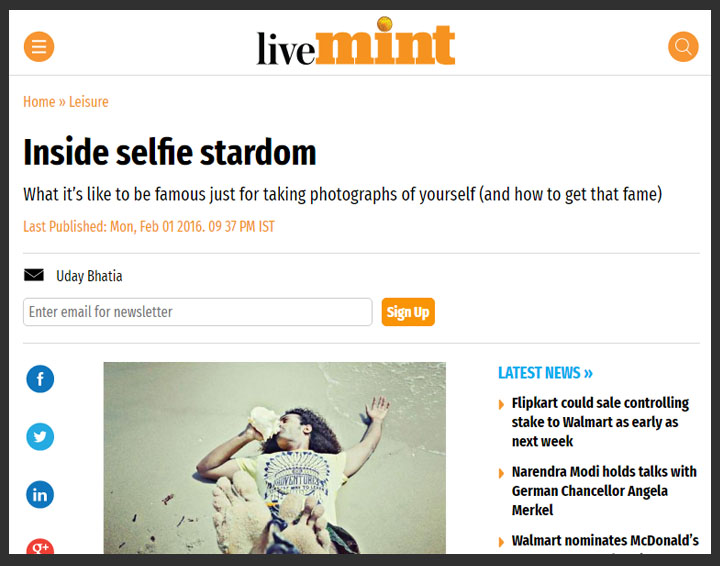 livemint
Home » Leisure
Inside selfie stardom
What it's like to be famous just for taking photographs of yourself (and how to get that fame)
Last Published: Mon, Feb 01 2016. 09 37 PM IST
Uday Bhatia
Enter email for newsletter
Sign Up
f
in
g+
ADVENTURES
LATEST NEWS »
Flipkart could sale controlling
stake to Walmart as early as
next week
Narendra Modi holds talks with
German Chancellor Angela
Merkel
Walmart nominates McDonald's